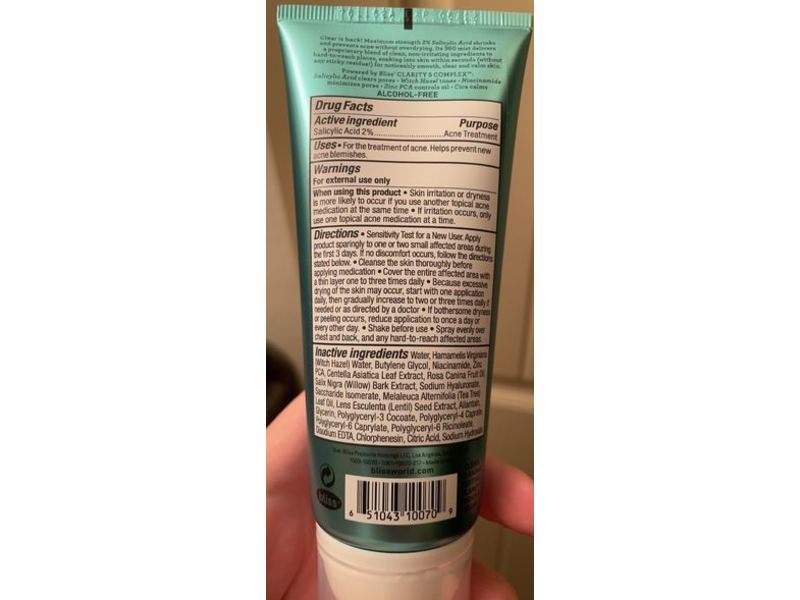 Clear is back! Maximum strength 2% Salicylic Acid shrinks
and prevents acne without overdrying. Its 360 mist delivers
a proprietary blend of clean, non-irritating ingredients to
hard-to-reach places, soaking into skin within seconds (without
any sticky residue!) for noticeably smooth, clear and calm skin.
Powered by Bliss' CLARITY 5 COMPLEX™:
Salicylic Acid clears pores • Witch Hazel tones • Niacinamide
minimizes pores • Zinc PCA controls oil • Cica calms
ALCOHOL-FREE
Drug Facts
Active ingredient Purpose
Salicylic Acid 2%............................Acne Treatment
Uses • For the treatment of acne. Helps prevent new
acne blemishes.
Warnings
For external use only
When using this product • Skin irritation or dryness
is more likely to occur if you use another topical acne
medication at the same time • If irritation occurs, only
use one topical acne medication at a time.
Directions • Sensitivity Test for a New User. Apply
product sparingly to one or two small affected areas during
the first 3 days. If no discomfort occurs, follow the directions
stated below. • Cleanse the skin thoroughly before
applying medication • Cover the entire affected area with
a thin layer one to three times daily • Because excessive
drying of the skin may occur, start with one application
daily, then gradually increase to two or three times daily if
needed or as directed by a doctor • If bothersome dryness
or peeling occurs, reduce application to once a day or
every other day. • Shake before use • Spray evenly over
chest and back, and any hard-to-reach affected areas.
Inactive ingredients Water, Hamamelis Virginiana
(Witch Hazel) Water, Butylene Glycol, Niacinamide, Zinc
PCA, Centella Asiatica Leaf Extract, Rosa Canina Fruit Oil,
Salix Nigra (Willow) Bark Extract, Sodium Hyaluronate,
Saccharide Isomerate, Melaleuca Alternifolia (Tea Tree)
Leaf Oil, Lens Esculenta (Lentil) Seed Extract, Allantoin,
Glycerin, Polyglyceryl-3 Cocoate, Polyglyceryl-4 Caprate,
Polyglyceryl-6 Caprylate, Polyglyceryl-6 Ricinoleate,
Disodium EDTA, Chlorphenesin, Citric Acid, Sodium Hydroxide
Dist. Bliss Products Holdings LLC, Los Angeles,
blissworld.com
bliss
6 51043 10070 9